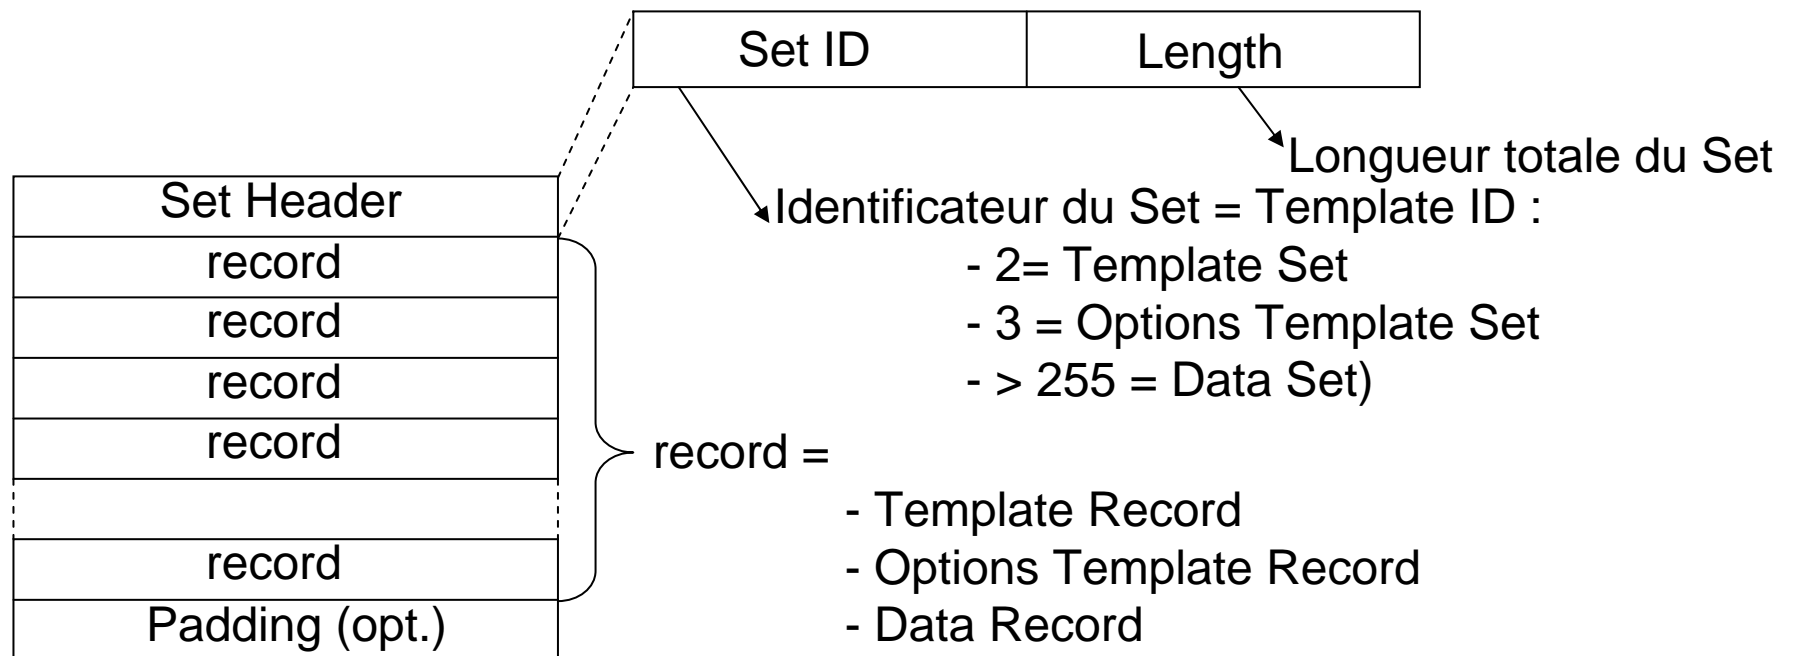 Set ID
Length
Longueur totale du Set
Identificateur du Set = Template ID :
- 2= Template Set
- 3 = Options Template Set
- > 255 = Data Set)
Set Header
record
record
record
record
record
Padding (opt.)
record =
- Template Record
- Options Template Record
- Data Record